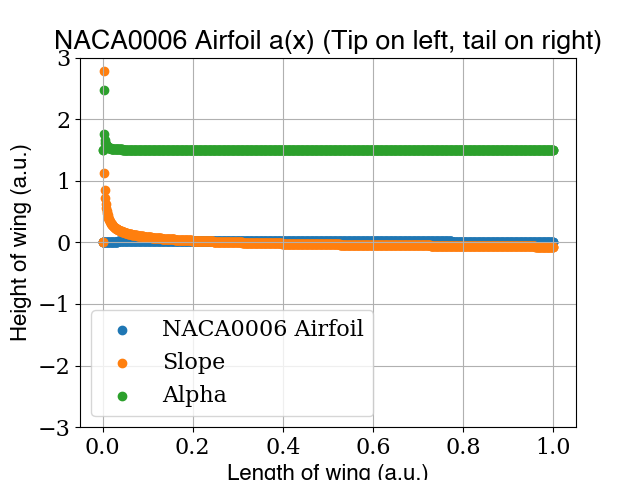 NACA0006 Airfoil a(x) (Tip on left, tail on right)
Height of wing (a.u.)
3
2
1
0
−1
−2
−3
NACA0006 Airfoil
Slope
Alpha
0.0 0.2 0.4 0.6 0.8 1.0
Length of wing (a.u.)